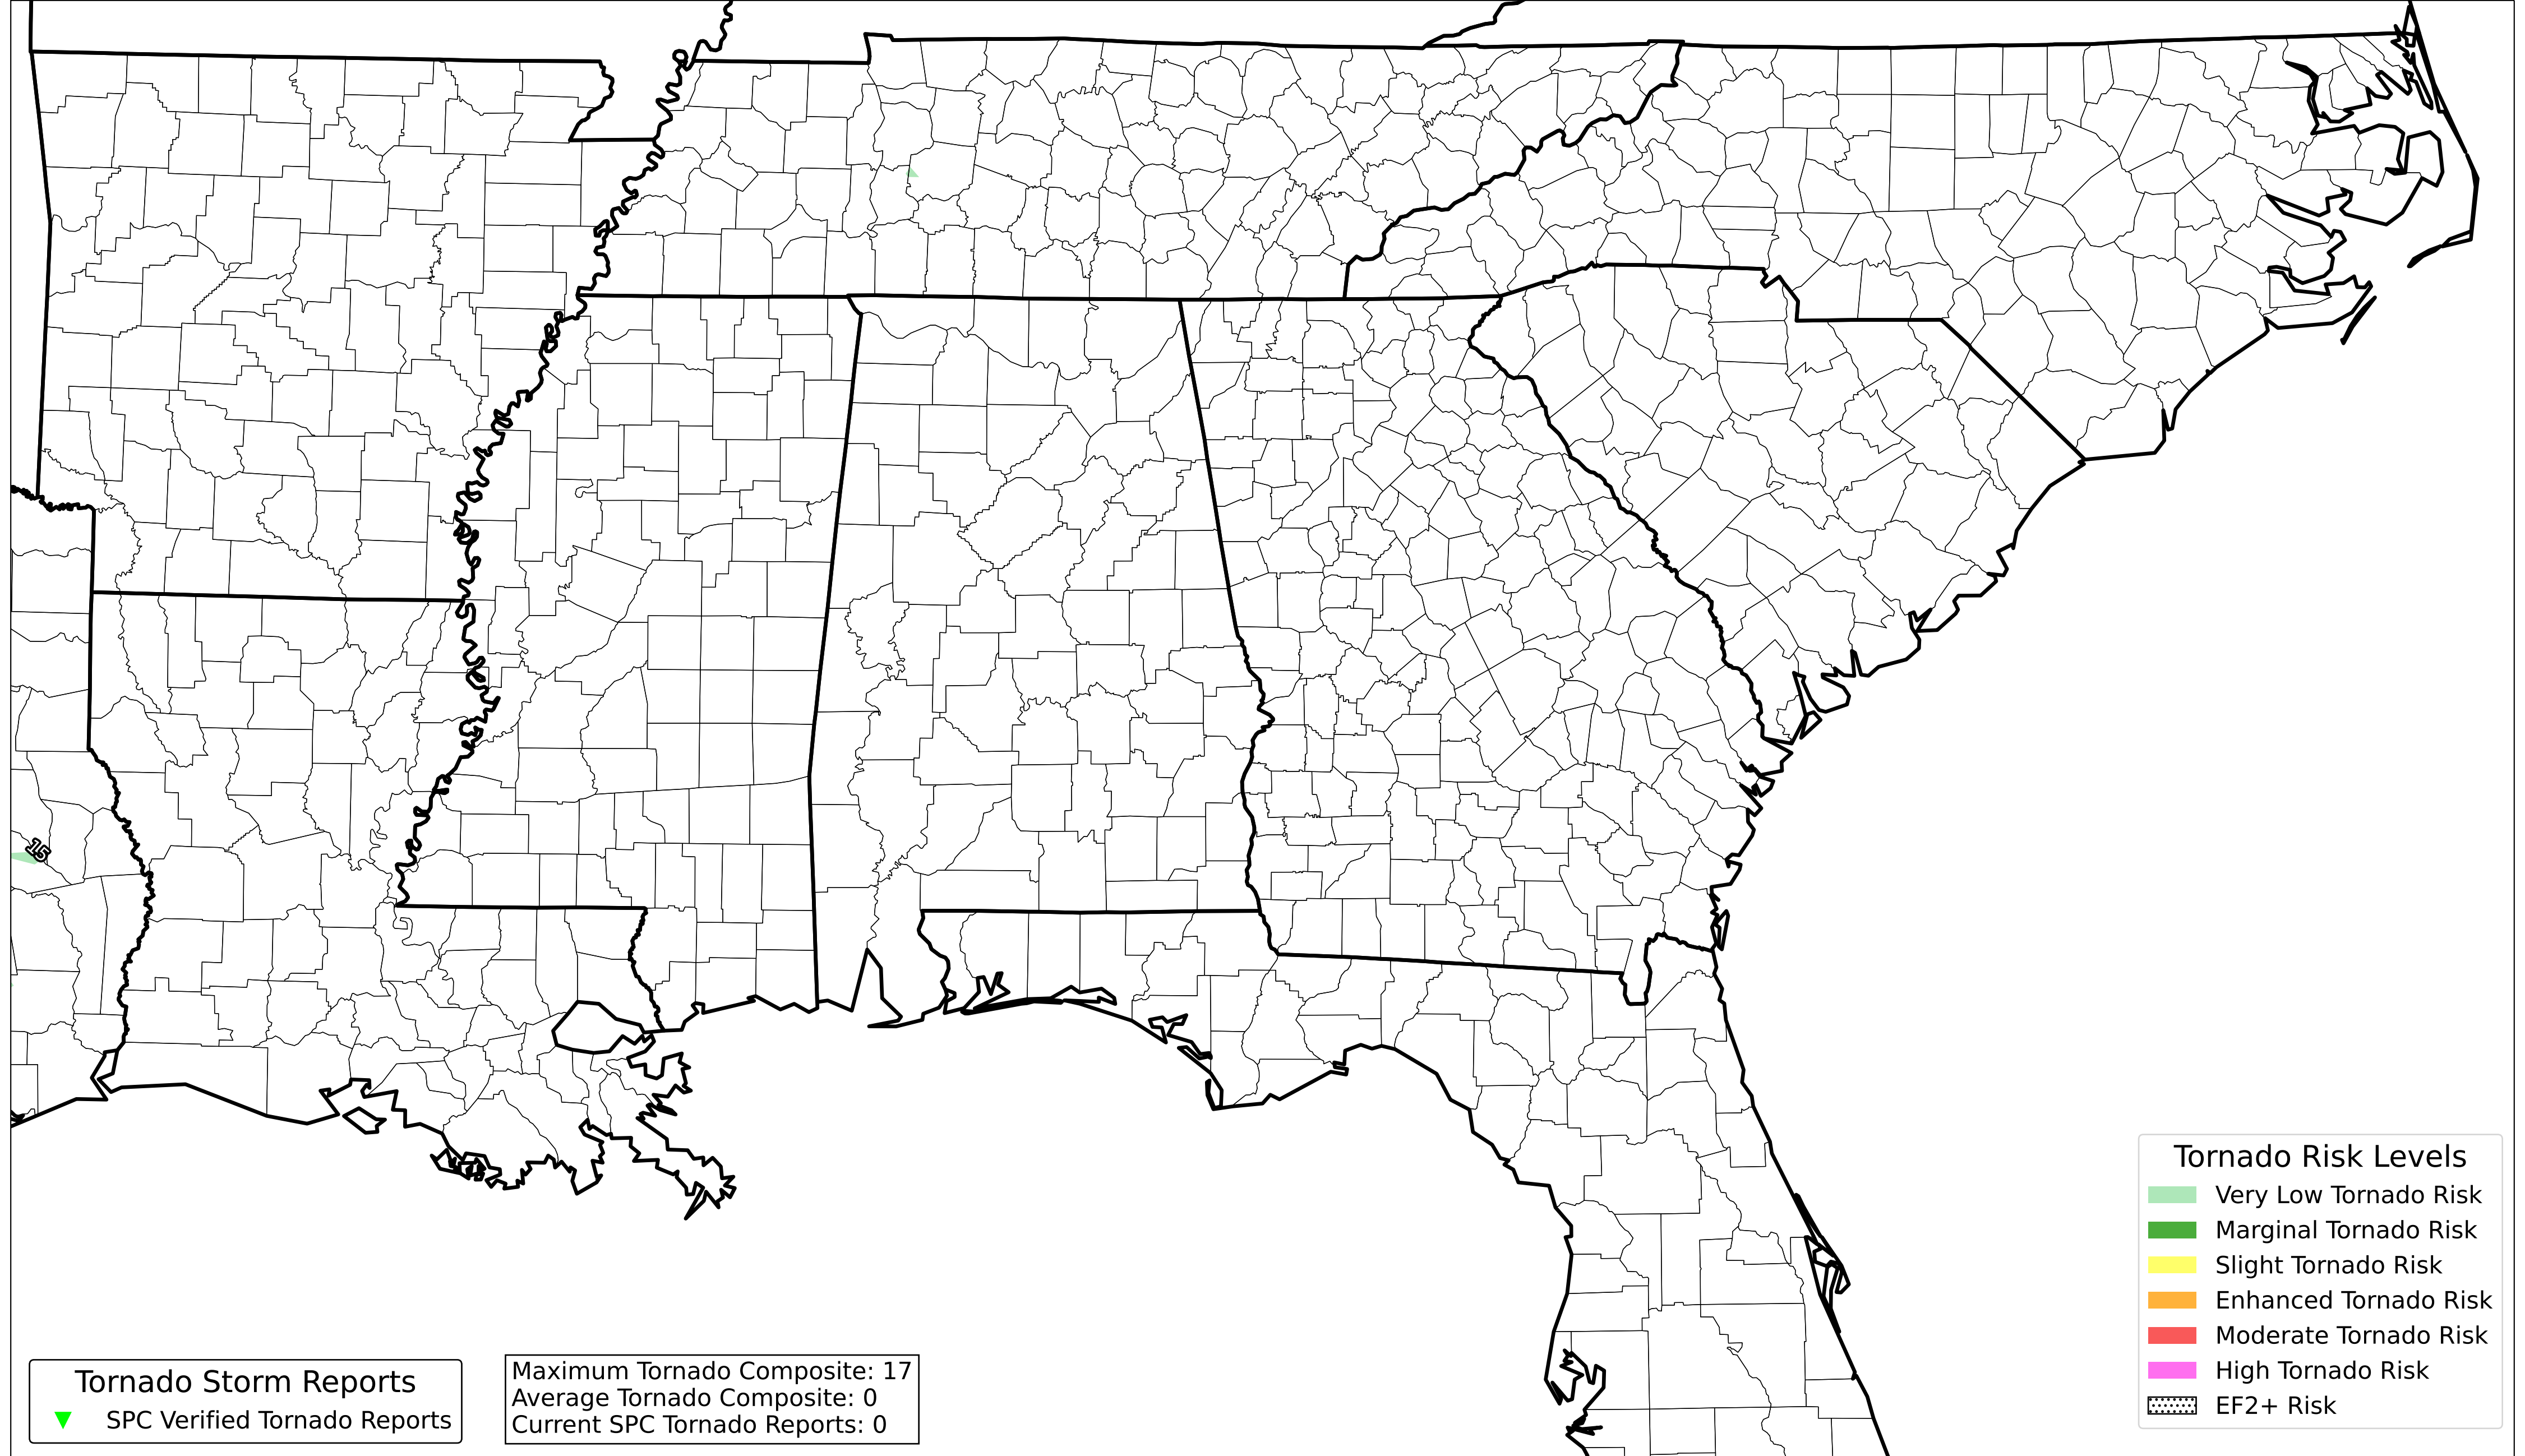 15
Tornado Risk Levels
Very Low Tornado Risk
Marginal Tornado Risk
Slight Tornado Risk
Enhanced Tornado Risk
Moderate Tornado Risk
High Tornado Risk
EF2+ Risk
Tornado Storm Reports
SPC Verified Tornado Reports
Maximum Tornado Composite: 17
Average Tornado Composite: 0
Current SPC Tornado Reports: 0